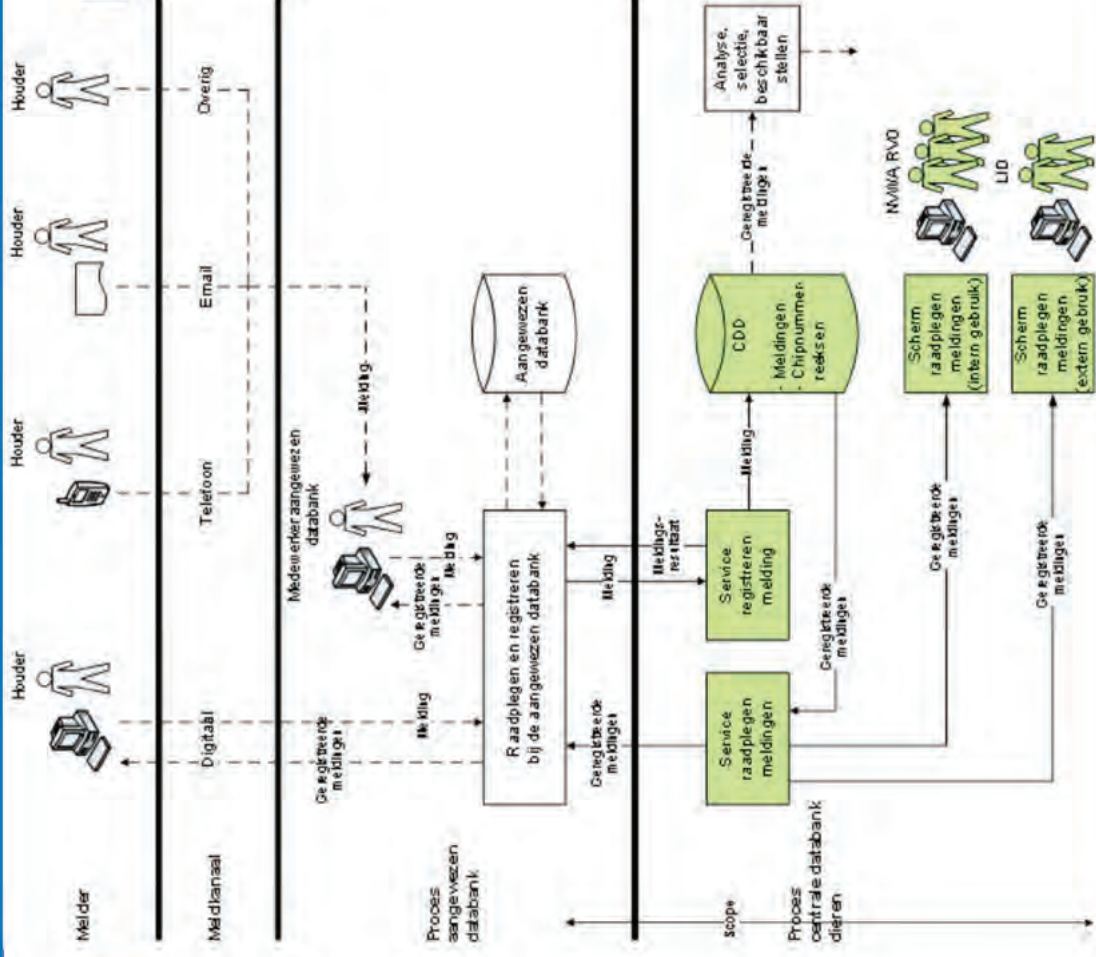 Houder
Houder
Houder
Houder
Melder
Digitaal
Telefoon
Email
Overig
Meldkanaal
Medewerker aangewezen
databank
Melding
Geregistreerde
meldingen
Melding
Geregistreerde
meldingen
Melding
Proces
aangewezen
databank
Raadplegen en registreren
bij de aangewezen databank
Aangewezen
databank
Geregistreerde
meldingen
Melding
Meldings-
resultaat
Scope
Proces
centrale databank
dieren
Service
raadplegen
meldingen
Service
registreren
melding
Melding
CDD
- Meldingen
- Chipnummer
reeksen
Geregistreerde
meldingen
Analyse,
selectie,
beschikbaar
stellen
Geregistreerde
meldingen
Geregistreerde
meldingen
Scherm
raadplegen
meldingen
(intern gebruik)
NVWA, RVO
Geregistreerde
meldingen
Scherm
raadplegen
meldingen
(extern gebruik)
LID